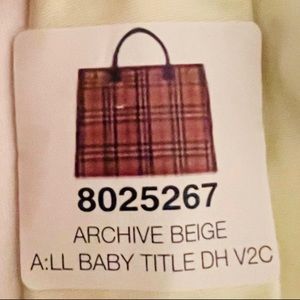 8025267
ARCHIVE BEIGE
A:LL BABY TITLE DH V2C